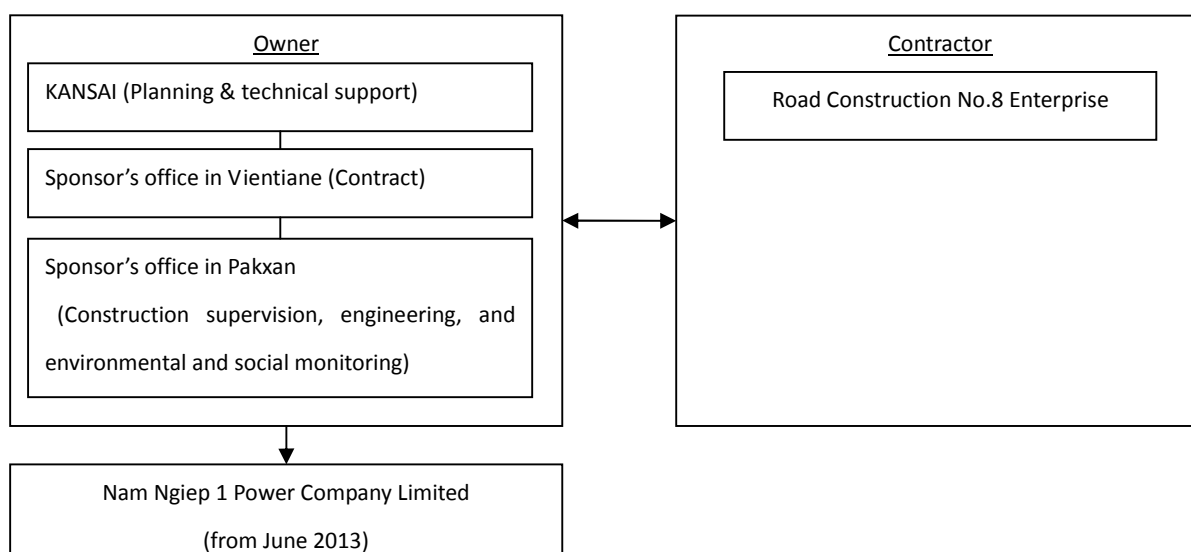 Owner
KANSAI (Planning & technical support)
Sponsor’s office in Vientiane (Contract)
Sponsor’s office in Pakxan
(Construction supervision, engineering, and
environmental and social monitoring)
Contractor
Road Construction No.8 Enterprise
Nam Ngiep 1 Power Company Limited
(from June 2013)